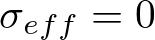 σ_{eff} = 0